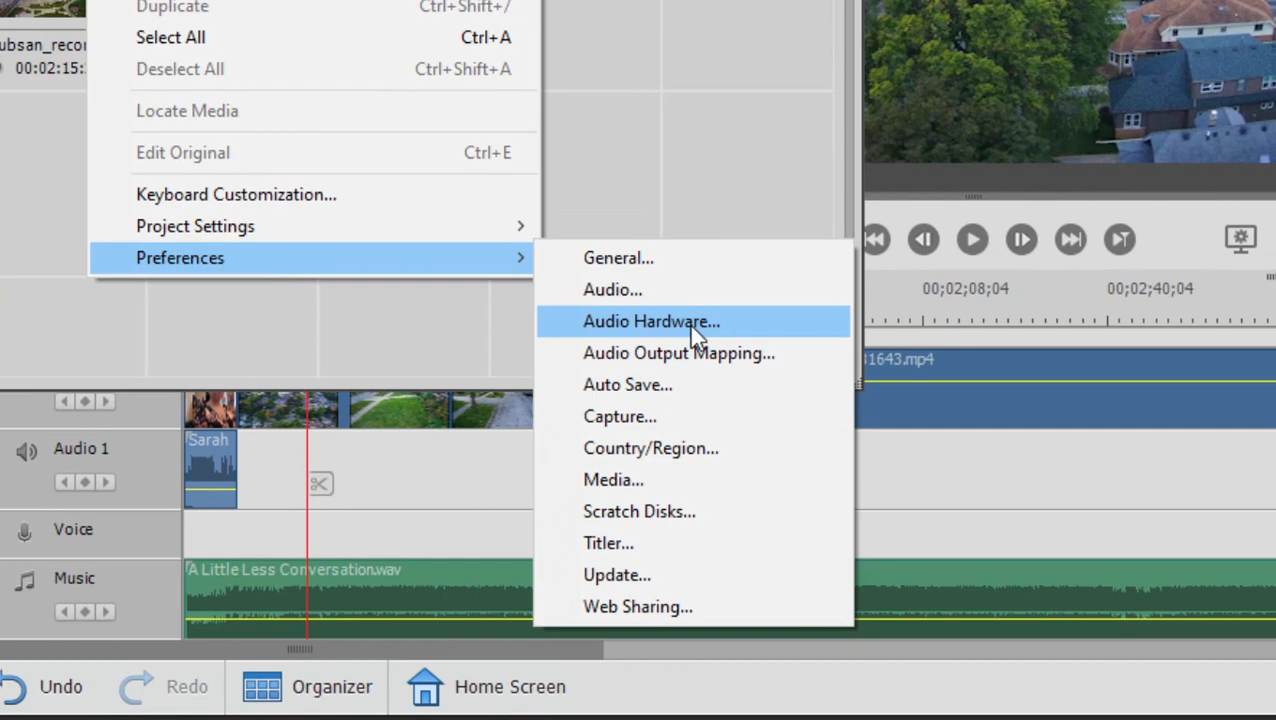 Duplicate Ctrl+Shift+/
ubsan_recor
Select All Ctrl+A
00:02:15:
Deselect All Ctrl+Shift+A
Locate Media
Edit Original Ctrl+E
Keyboard Customization...
Project Settings
Preferences
General...
Audio...
Audio Hardware...
Audio Output Mapping...
Auto Save...
Capture...
Country/Region...
Media...
Scratch Disks...
Titler...
Update...
Web Sharing...
00;02;08;04 00;02;40;04
31643.mp4
Audio 1
Sarah
Voice
Music
A Little Less Conversation.wav
Undo
Redo
Organizer
Home Screen